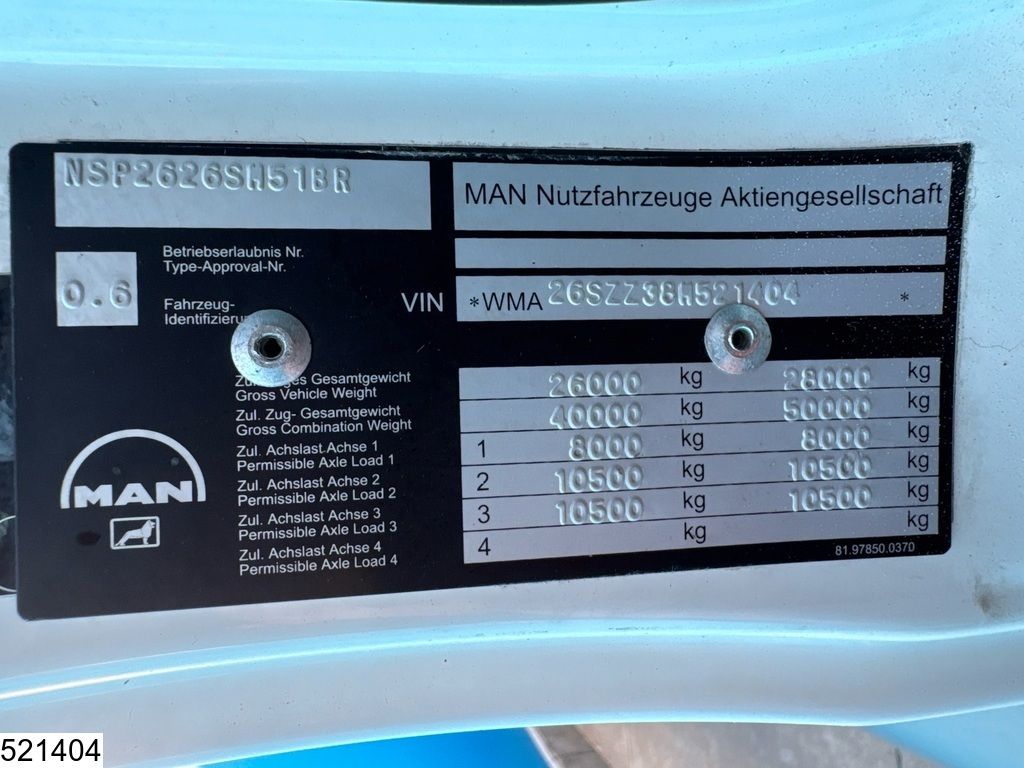 NSP2626SW51BR
MAN Nutzfahrzeuge Aktiengesellschaft
Betriebserlaubnis Nr.
Type-Approval-Nr.
0.6
Fahrzeug-
VIN *WMA 26SZZ38W521404 *
Gesamtgewicht
Gross Vehicle Weight
26000 kg 28000 kg
Zul. Zug- Gesamtgewicht
Gross Combination Weight
40000 kg 50000 kg
Zul. Achslast Achse 1
Permissible Axle Load 1
1 8000 kg 8000 kg
Zul. Achslast Achse 2
Permissible Axle Load 2
2 10500 kg 10500 kg
Zul. Achslast Achse 3
Permissible Axle Load 3
3 10500 kg 10500 kg
Zul. Achslast Achse 4
Permissible Axle Load 4
4 kg kg
MAN
81.97850.0370
521404